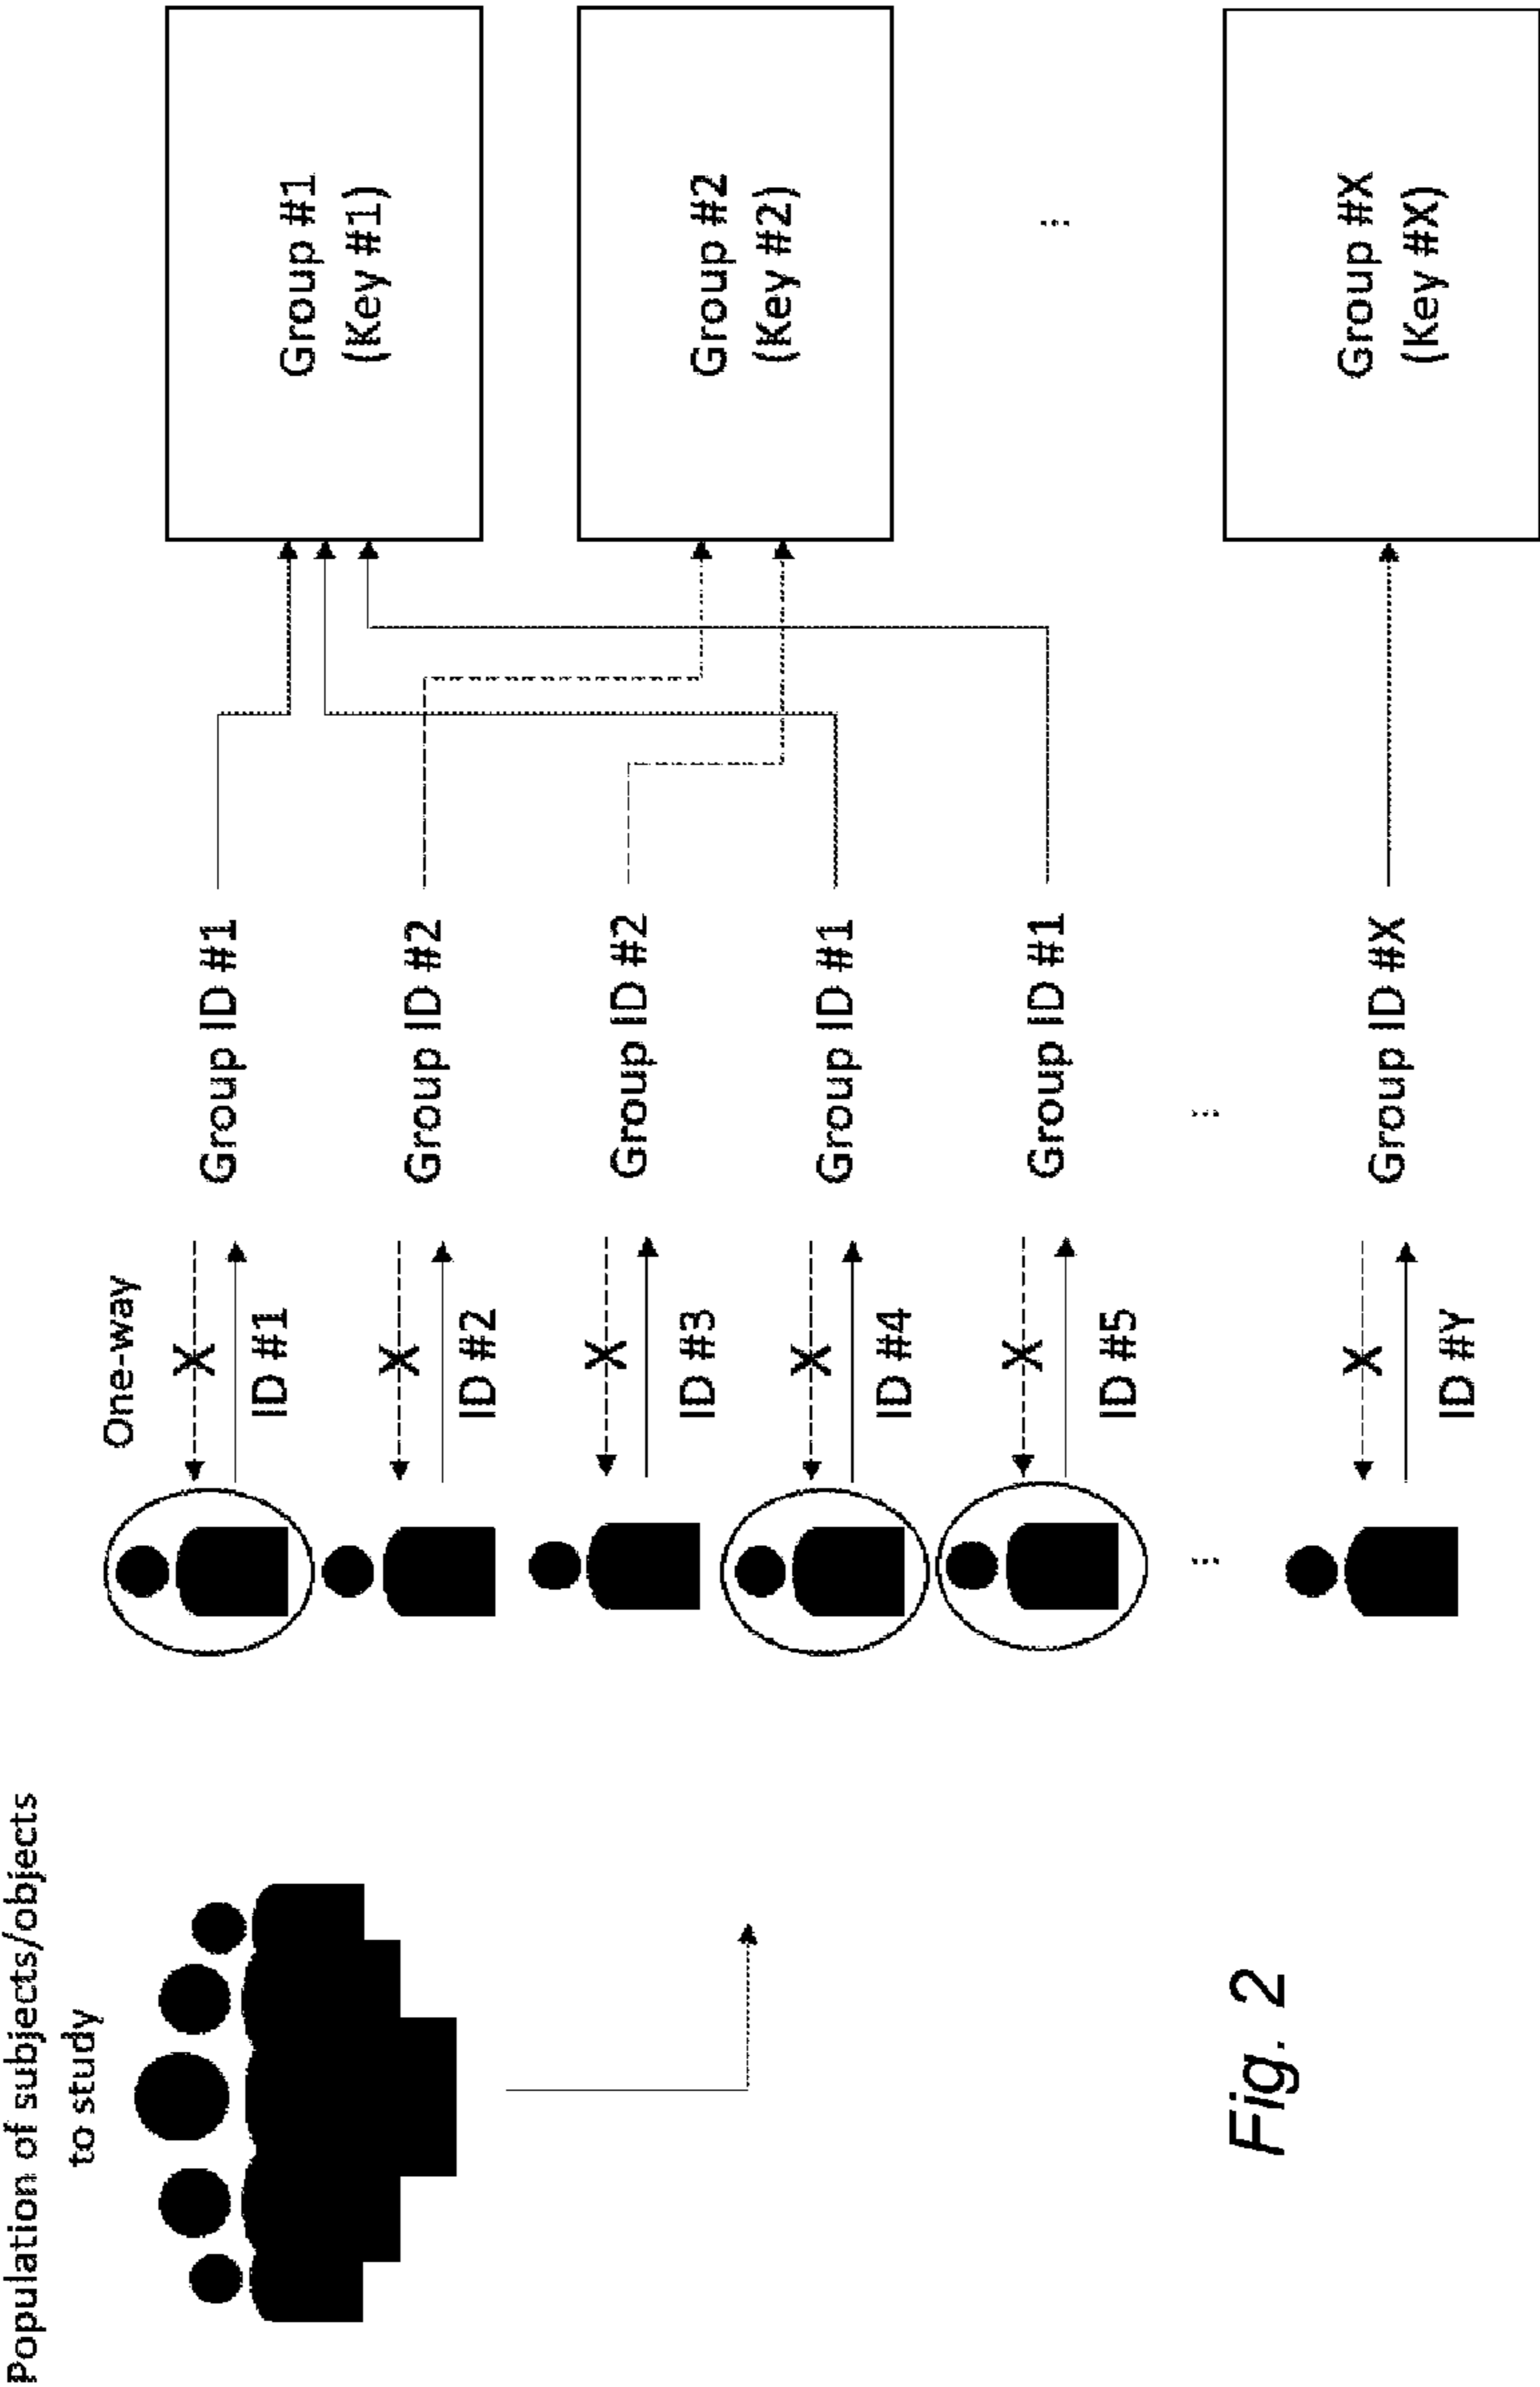 Population of subjects/objects
to study
One-way
X
ID #1
Group ID #1
X
ID #2
Group ID #2
X
ID #3
Group ID #2
X
ID #4
Group ID #1
X
ID #5
Group ID #1
...
...
X
ID #Y
Group ID #X
Group #1
(Key #1)
Group #2
(Key #2)
...
Group #X
(Key #X)
Fig. 2